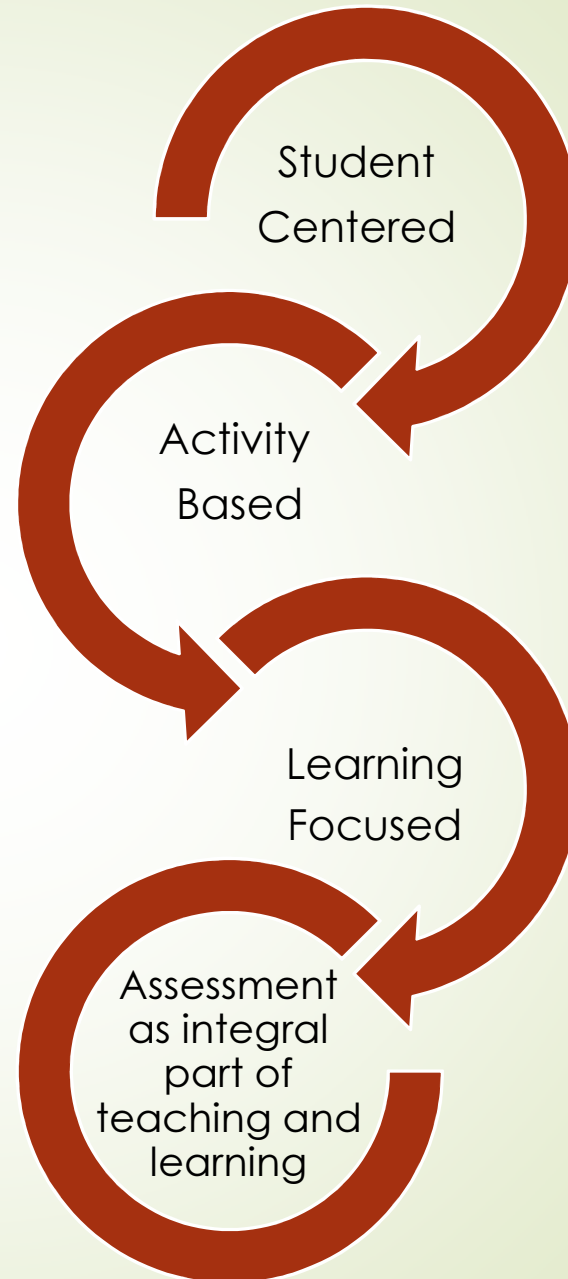 Student
Centered
Activity
Based
Learning
Focused
Assessment
as integral
part of
teaching and
learning